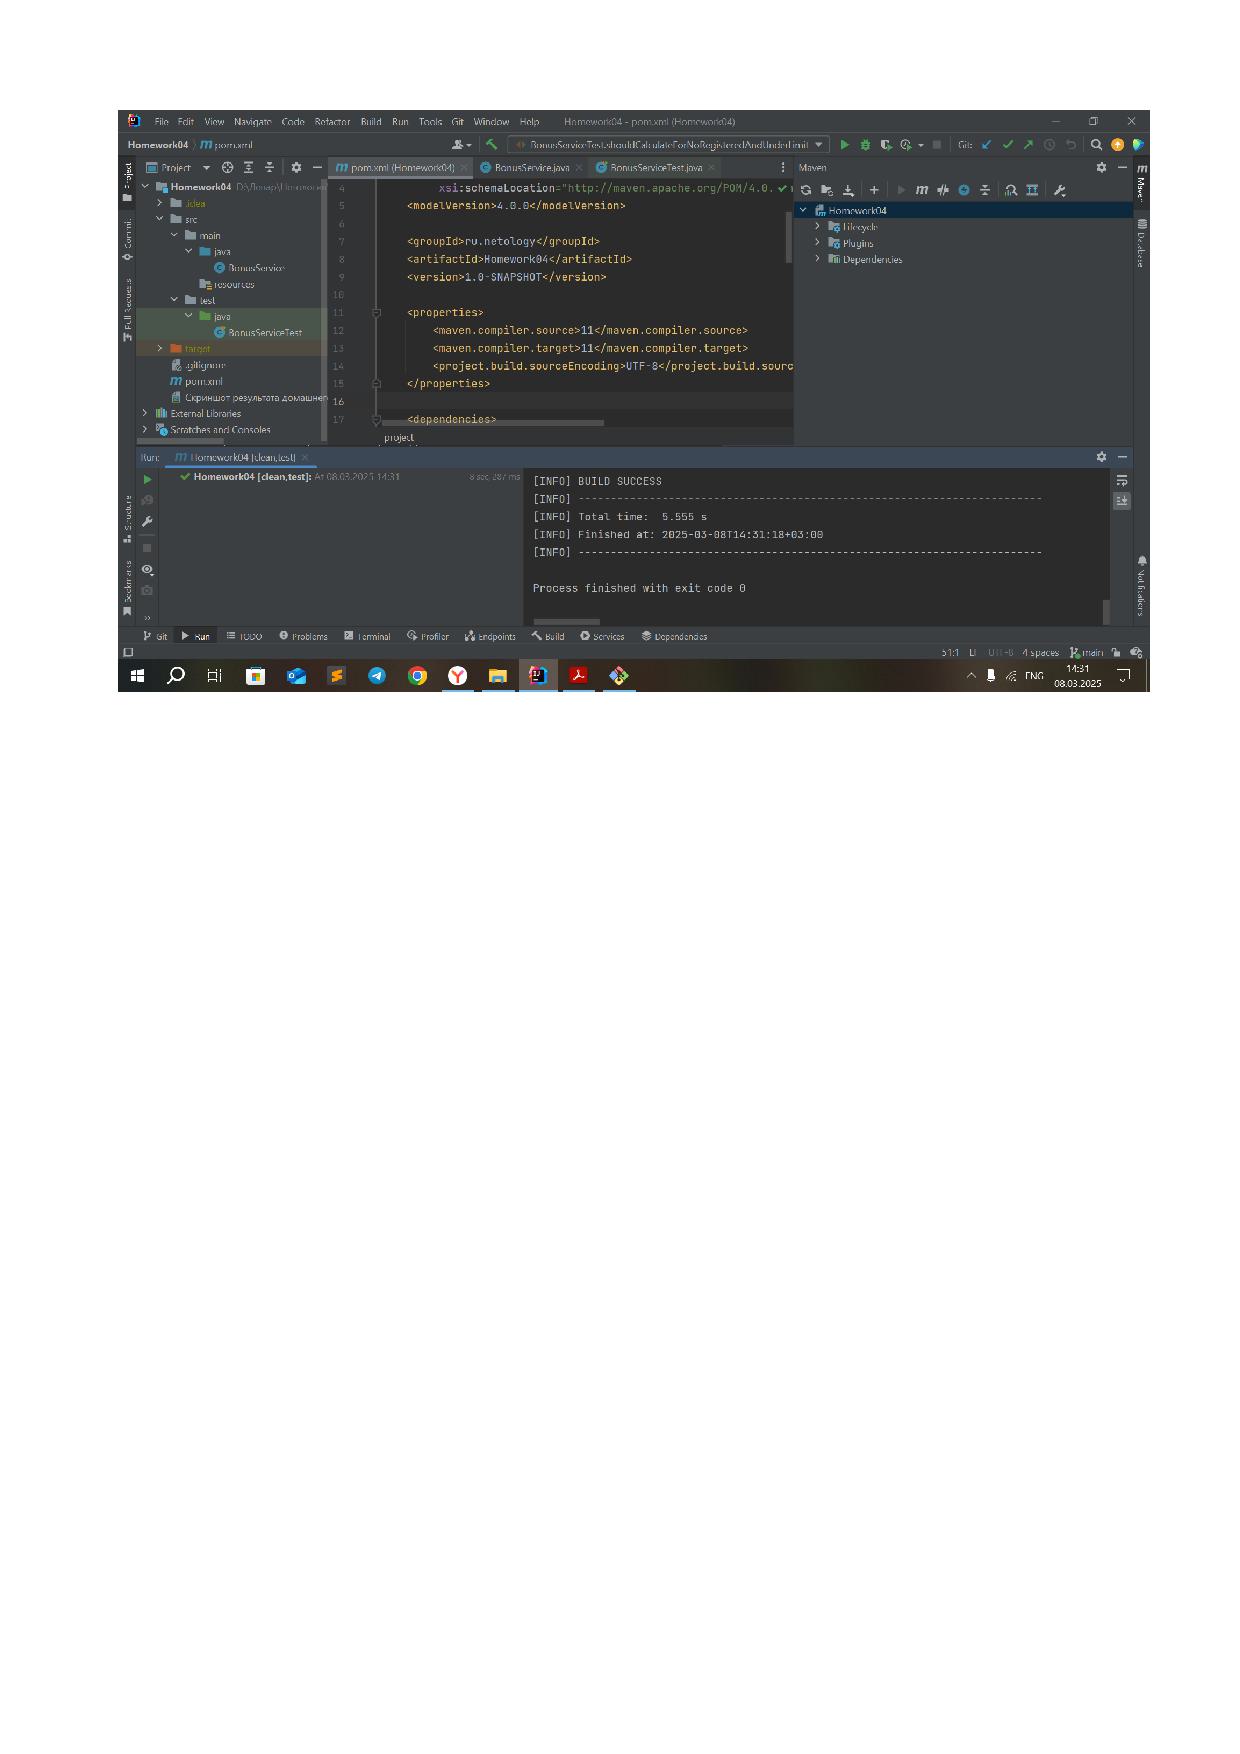 File Edit View Navigate Code Refactor Build Run Tools Git Window Help Homework04 - pom.xml (Homework04)
Homework04 pom.xml BonusServiceTest.shouldCalculateForNoRegisteredAndUnderLimit Git:
Project
Homework04
.idea
src
main
java
BonusService
resources
test
java
BonusServiceTest
target
.gitignore
pom.xml
Скриншот результата домашнег
External Libraries
Scratches and Consoles
pom.xml (Homework04) BonusService.java BonusServiceTest.java
4 xsi:schemaLocation="http://maven.apache.org/POM/4.0.
5 <modelVersion>4.0.0</modelVersion>
6
7 <groupId>ru.netology</groupId>
8 <artifactId>Homework04</artifactId>
9 <version>1.0-SNAPSHOT</version>
10
11 <properties>
12 <maven.compiler.source>11</maven.compiler.source>
13 <maven.compiler.target>11</maven.compiler.target>
14 <project.build.sourceEncoding>UTF-8</project.build.sourc
15 </properties>
16
17 <dependencies>
project
Maven
Homework04
Lifecycle
Plugins
Dependencies
Project
Commit
Pull Requests
Structure
Bookmarks
Maven
Database
Notifications
Run: Homework04 [clean,test]
Homework04 [clean,test]: At 08.03.2025 14:31 8 sec, 287 ms
[INFO] BUILD SUCCESS
[INFO] ------------------------------------------------------------------------
[INFO] Total time:  5.555 s
[INFO] Finished at: 2025-03-08T14:31:18+03:00
[INFO] ------------------------------------------------------------------------
Process finished with exit code 0
Git Run TODO Problems Terminal Profiler Endpoints Build Services Dependencies
51:1 LF UTF-8 4 spaces main
ENG 14:31
08.03.2025